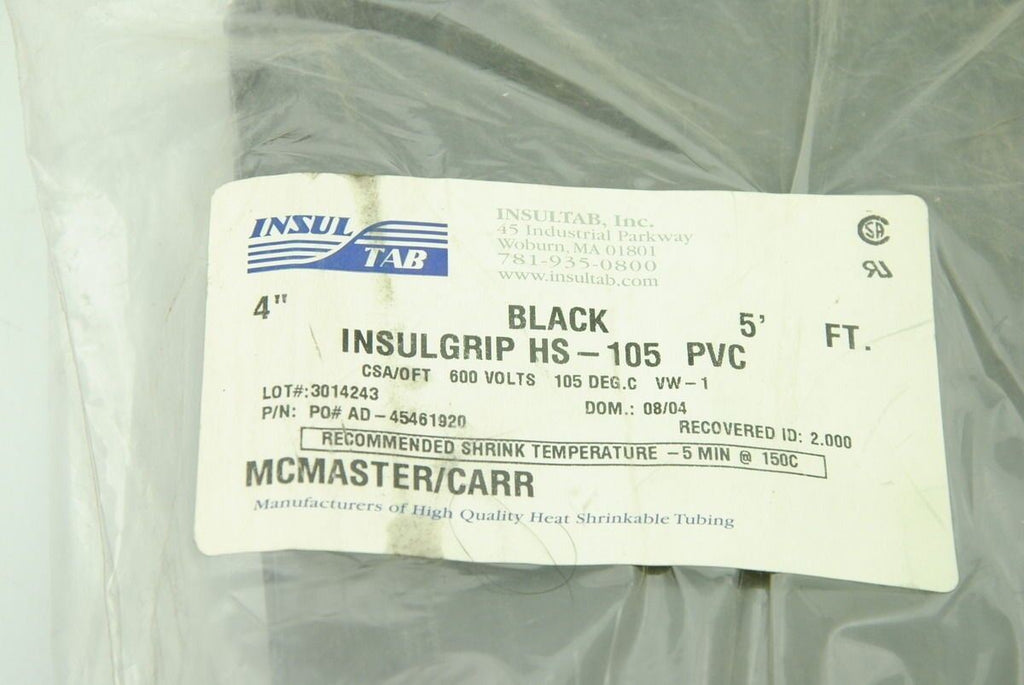 INSUL
TAB
INSULTAB, Inc.
45 Industrial Parkway
Woburn, MA 01801
781-935-0800
www.insultab.com
4" BLACK 5' FT.
INSULGRIP HS-105 PVC
CSA/OFT 600 VOLTS 105 DEG.C VW-1
LOT#:3014243 DOM.: 08/04
P/N: PO# AD-45461920 RECOVERED ID: 2.000
RECOMMENDED SHRINK TEMPERATURE -5 MIN @ 150C
MCMASTER/CARR
Manufacturers of High Quality Heat Shrinkable Tubing
SA
RU